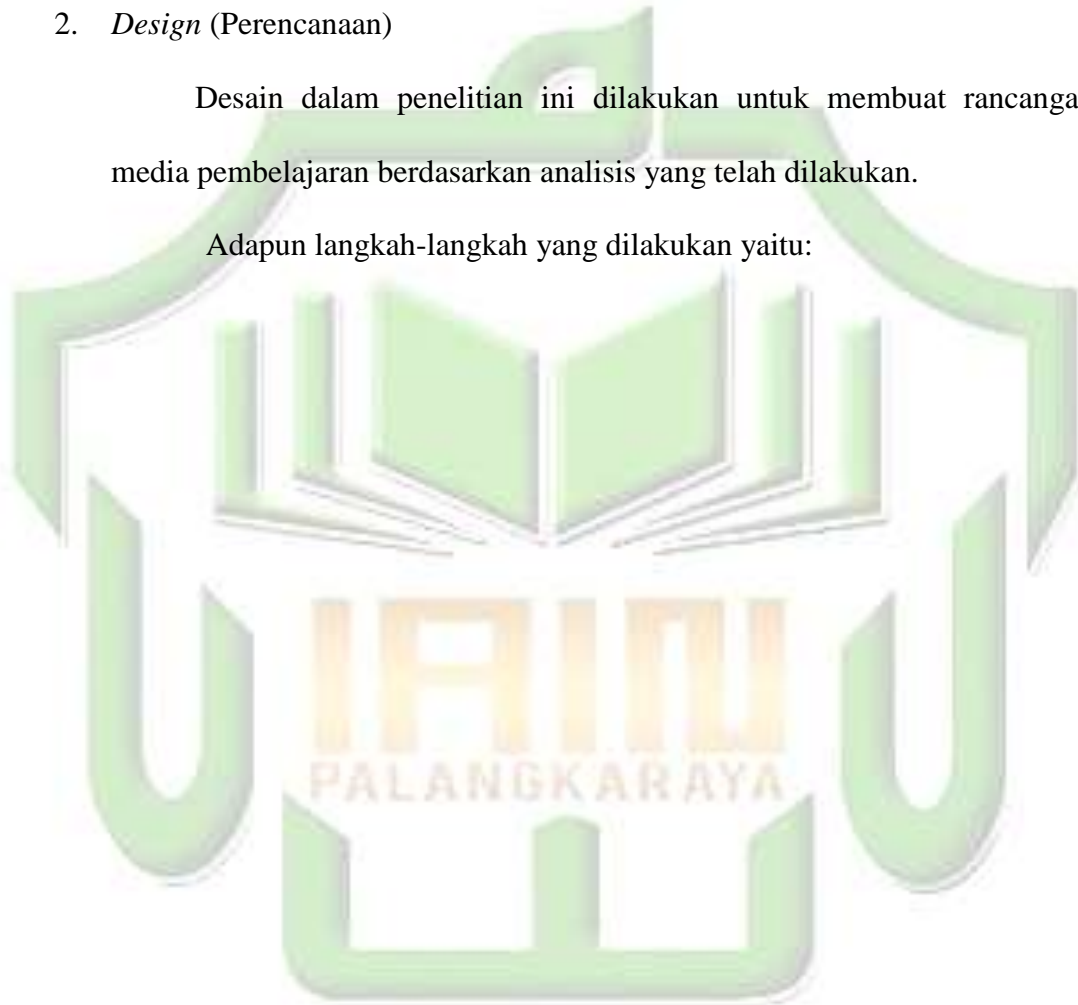 2. Design (Perencanaan)
Desain dalam penelitian ini dilakukan untuk membuat rancanga
media pembelajaran berdasarkan analisis yang telah dilakukan.
Adapun langkah-langkah yang dilakukan yaitu:
IAIN
PALANGKARAYA